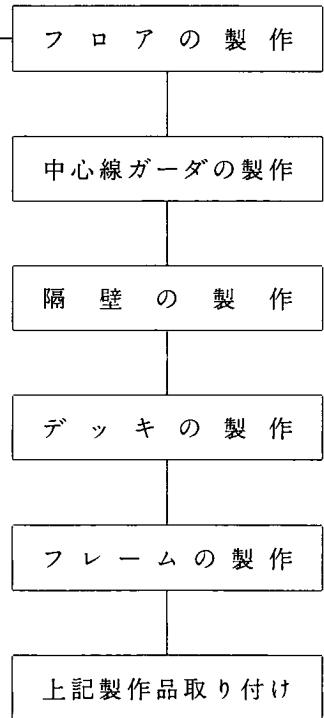 フロアの製作
中心線ガーダの製作
隔壁の製作
デッキの製作
フレームの製作
上記製作品取り付け